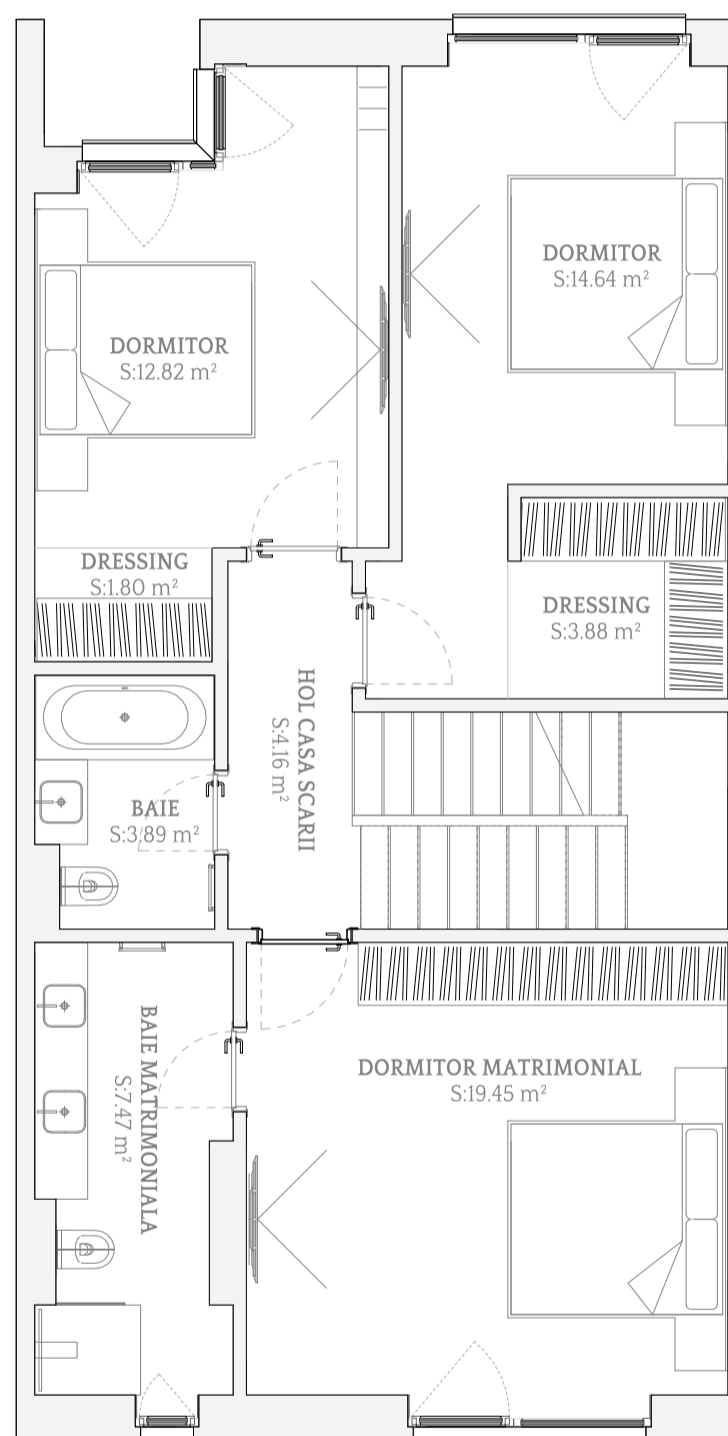 DORMITOR
S:14.64 m²
DORMITOR
S:12.82 m²
DRESSING
S:1.80 m²
DRESSING
S:3.88 m²
HOL CASA SCARII
S:4.16 m²
BAIE
S:3.89 m²
BAIE MATRIMONIALA
S:7.47 m²
DORMITOR MATRIMONIAL
S:19.45 m²